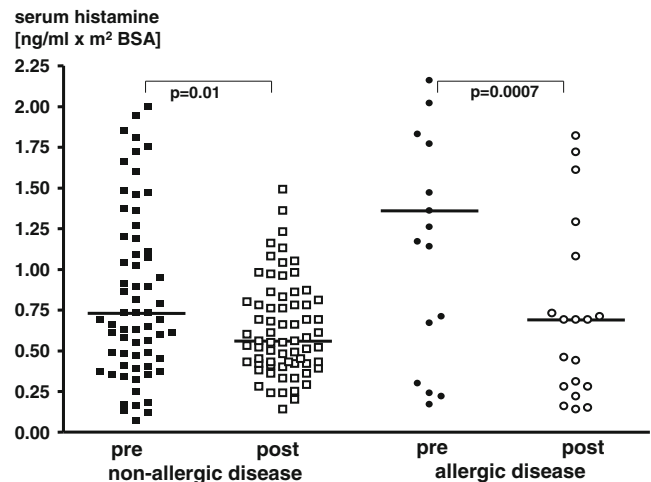 serum histamine
[ng/ml x m² BSA]
2.25
2.00
1.75
1.50
1.25
1.00
0.75
0.50
0.25
0.00
p=0.01
p=0.0007
pre post pre post
non-allergic disease allergic disease